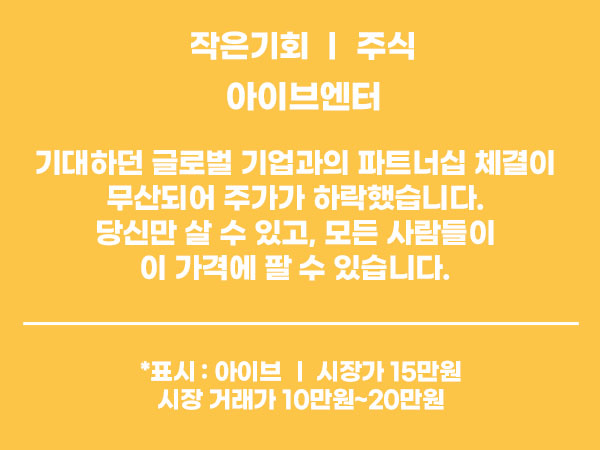 작은기회 | 주식
아이브엔터
기대하던 글로벌 기업과의 파트너십 체결이
무산되어 주가가 하락했습니다.
당신만 살 수 있고, 모든 사람들이
이 가격에 팔 수 있습니다.
*표시 : 아이브 | 시장가 15만원
시장 거래가 10만원~20만원